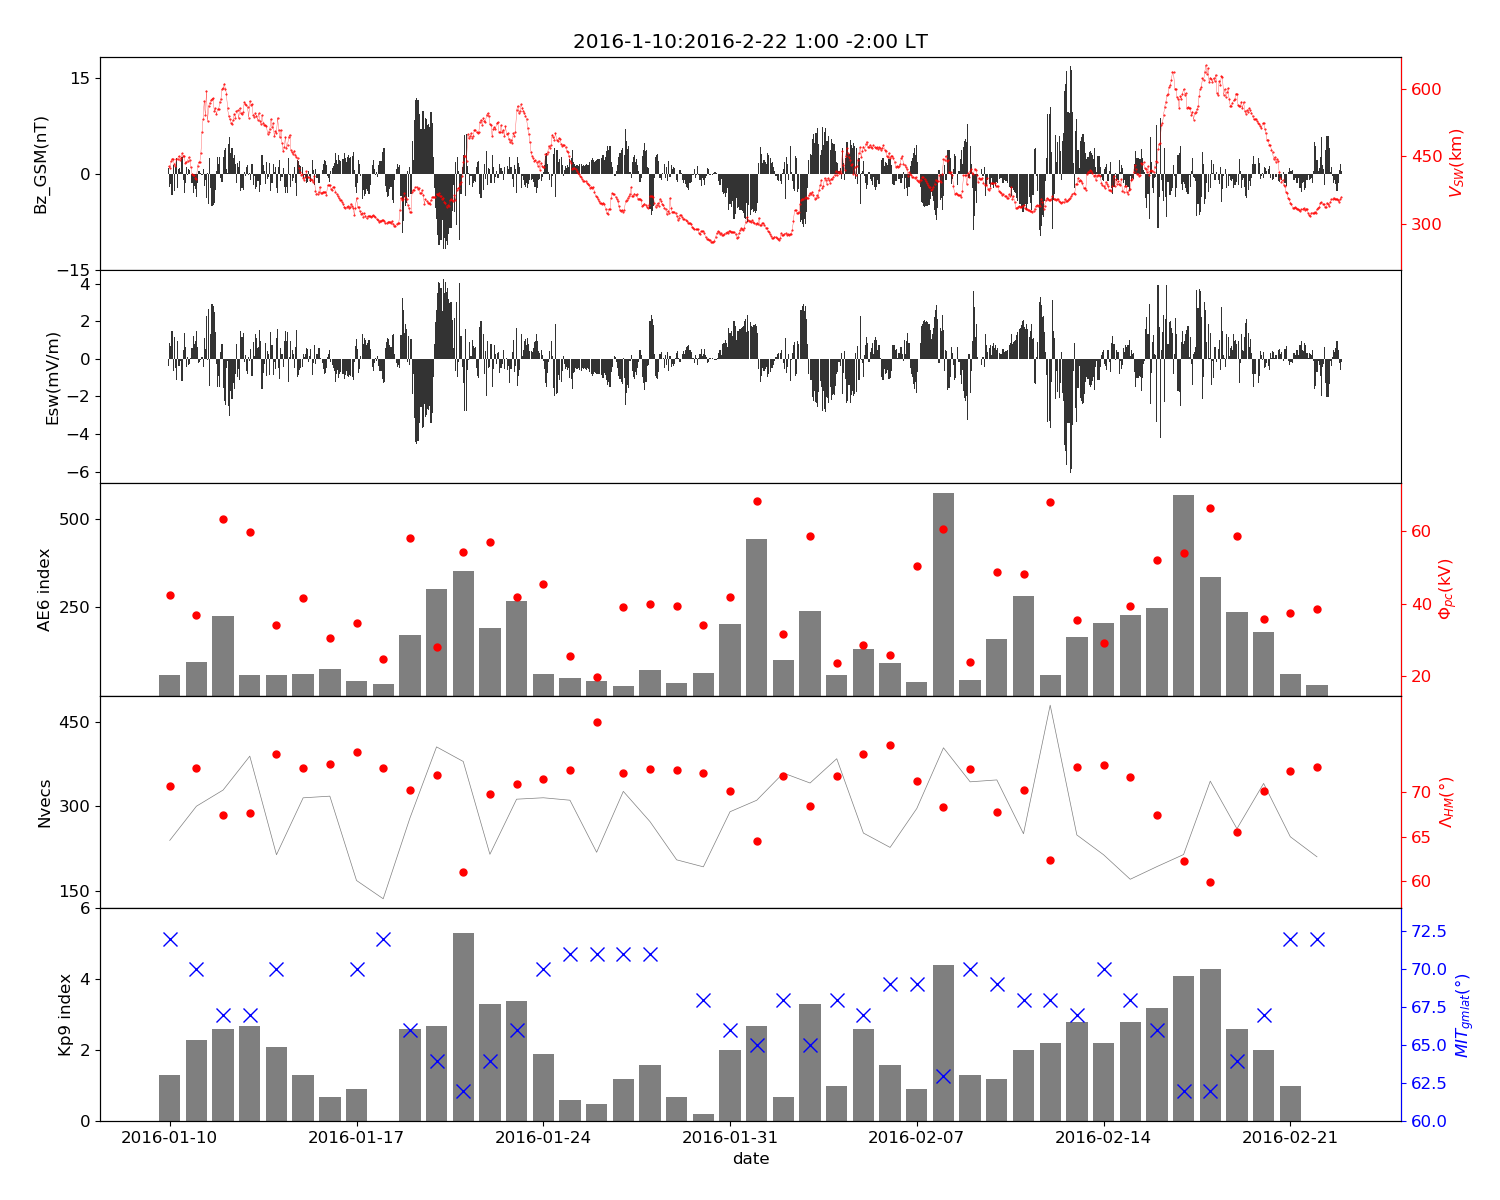 2016-1-10:2016-2-22 1:00 -2:00 LT
Bz_GSM(nT)
15
0
−15
600
450
300
V_SW(km)
Esw(mV/m)
4
2
0
−2
−4
−6
AE6 index
500
250
60
40
20
Φ_pc(kV)
Nvecs
450
300
150
70
65
60
Λ_HM(°)
Kp9 index
6
4
2
0
72.5
70.0
67.5
65.0
62.5
60.0
MIT_gmlat(°)
2016-01-10 2016-01-17 2016-01-24 2016-01-31 2016-02-07 2016-02-14 2016-02-21
date